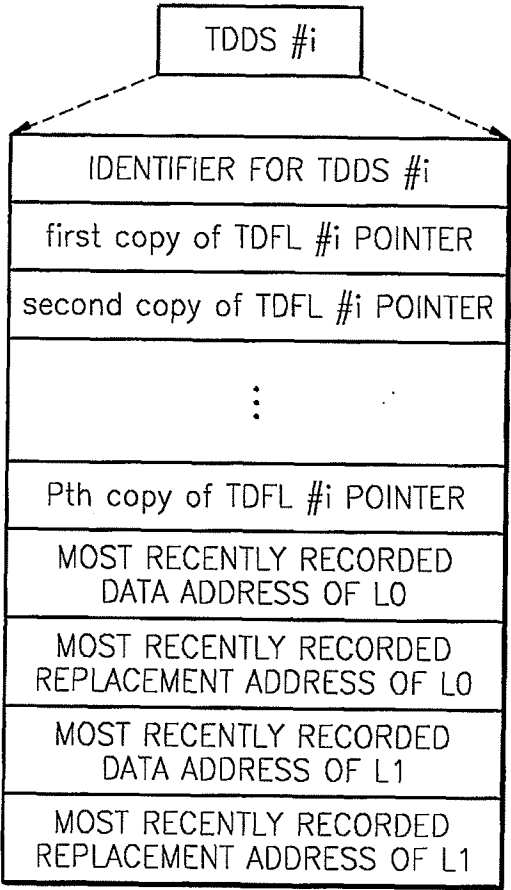 TDDS #i
IDENTIFIER FOR TDDS #i
first copy of TDFL #i POINTER
second copy of TDFL #i POINTER
⋮
Pth copy of TDFL #i POINTER
MOST RECENTLY RECORDED
DATA ADDRESS OF L0
MOST RECENTLY RECORDED
REPLACEMENT ADDRESS OF L0
MOST RECENTLY RECORDED
DATA ADDRESS OF L1
MOST RECENTLY RECORDED
REPLACEMENT ADDRESS OF L1